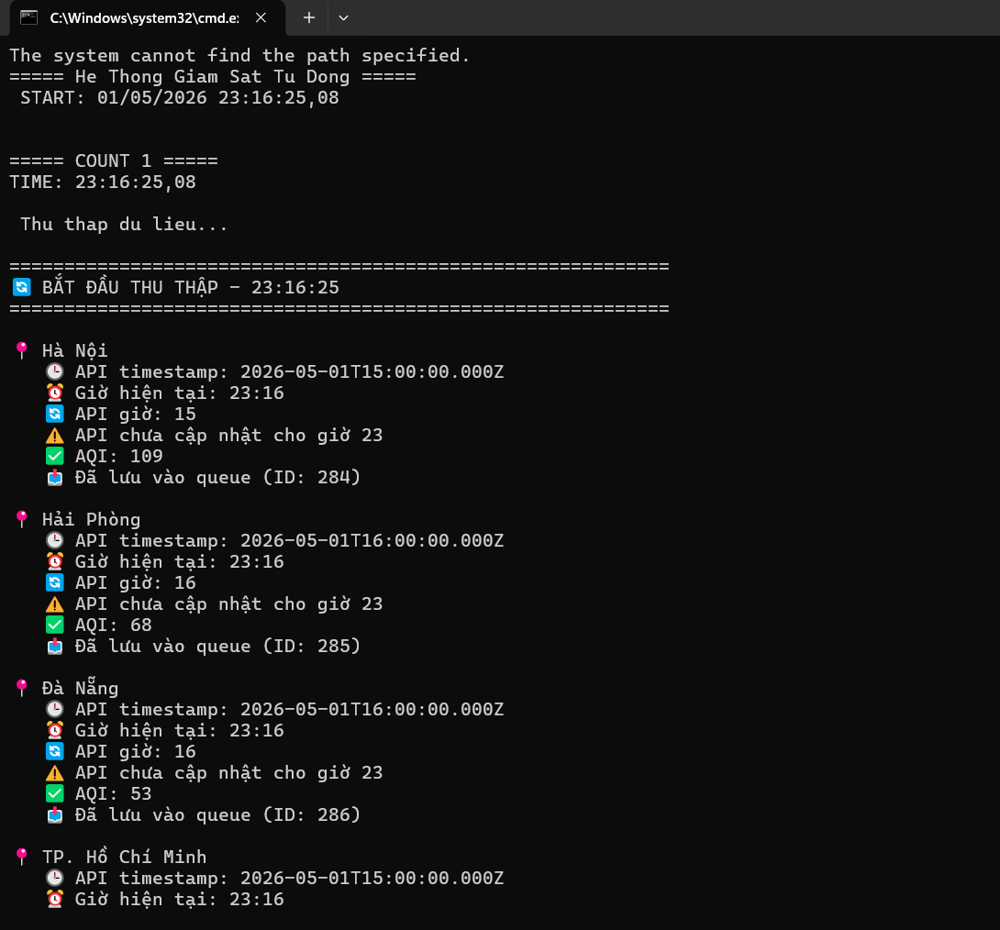 C:\Windows\system32\cmd.e:
The system cannot find the path specified.
===== He Thong Giam Sat Tu Dong =====
START: 01/05/2026 23:16:25,08
===== COUNT 1 =====
TIME: 23:16:25,08
Thu thap du lieu...
============================================================
🔄 BẮT ĐẦU THU THẬP - 23:16:25
============================================================
📍 Hà Nội
🕒 API timestamp: 2026-05-01T15:00:00.000Z
⏰ Giờ hiện tại: 23:16
🔄 API giờ: 15
⚠️ API chưa cập nhật cho giờ 23
✅ AQI: 109
📥 Đã lưu vào queue (ID: 284)
📍 Hải Phòng
🕒 API timestamp: 2026-05-01T16:00:00.000Z
⏰ Giờ hiện tại: 23:16
🔄 API giờ: 16
⚠️ API chưa cập nhật cho giờ 23
✅ AQI: 68
📥 Đã lưu vào queue (ID: 285)
📍 Đà Nẵng
🕒 API timestamp: 2026-05-01T16:00:00.000Z
⏰ Giờ hiện tại: 23:16
🔄 API giờ: 16
⚠️ API chưa cập nhật cho giờ 23
✅ AQI: 53
📥 Đã lưu vào queue (ID: 286)
📍 TP. Hồ Chí Minh
🕒 API timestamp: 2026-05-01T15:00:00.000Z
⏰ Giờ hiện tại: 23:16